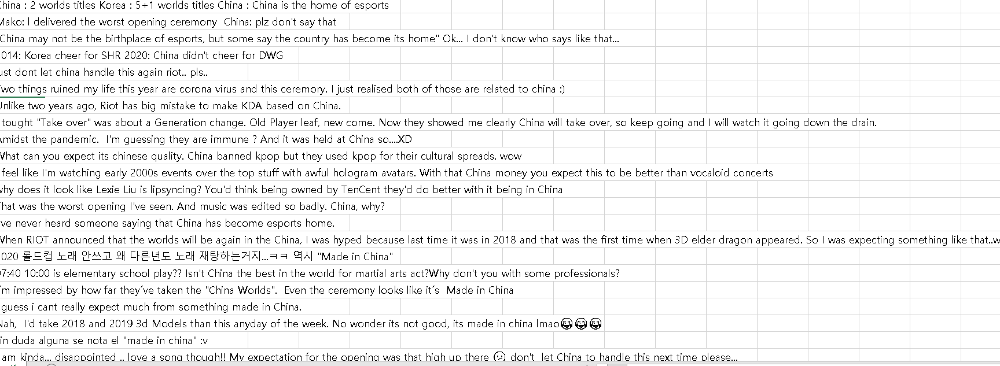 China : 2 worlds titles Korea : 5+1 worlds titles China : China is the home of esports
Mako: I delivered the worst opening ceremony  China: plz don't say that
China may not be the birthplace of esports, but some say the country has become its home" Ok... I don't know who says like that...
014: Korea cheer for SHR 2020: China didn't cheer for DWG
ust dont let china handle this again riot.. pls..
Two things ruined my life this year are corona virus and this ceremory. I just realised both of those are related to china :)
Unlike two years ago, Riot has big mistake to make KDA based on China.
tought "Take over" was about a Generation change. Old Player leaf, new come. Now they showed me clearly China will take over, so keep going and I will watch it going down the drain.
Amidst the pandemic.  I'm guessing they are immune ? And it was held at China so....XD
What can you expect its chinese quality. China banned kpop but they used kpop for their cultural spreads. wow
feel like I'm watching early 2000s events over the top stuff with awful hologram avatars. With that China money you expect this to be better than vocaloid concerts
why does it look like Lexie Liu is lipsyncing? You'd think being owned by TenCent they'd do better with it being in China
That was the worst opening I've seen. And music was edited so badly. China, why?
've never heard someone saying that China has become esports home.
When RIOT announced that the worlds will be again in the China, I was hyped because last time it was in 2018 and that was the first time when 3D elder dragon appeared. So I was expecting something like that..w
020 롤드컵 노래 안쓰고 왜 다른년도 노래 재탕하는거지...ㅋㅋ 역시 "Made in China"
07:40 10:00 is elementary school play?? Isn't China the best in the world for martial arts act?Why don't you with some professionals?
´m impressed by how far they´ve taken the "China Worlds".  Even the ceremony looks like it´s  Made in China
guess i cant really expect much from something made in China.
Nah,  I'd take 2018 and 2019 3d Models than this anyday of the week. No wonder its not good, its made in china lmao😂😂😂
in duda alguna se nota el "made in china" :v
am kinda... disappointed .. love a song though!! My expectation for the opening was that high up there 😕 don't  let China to handle this next time please...